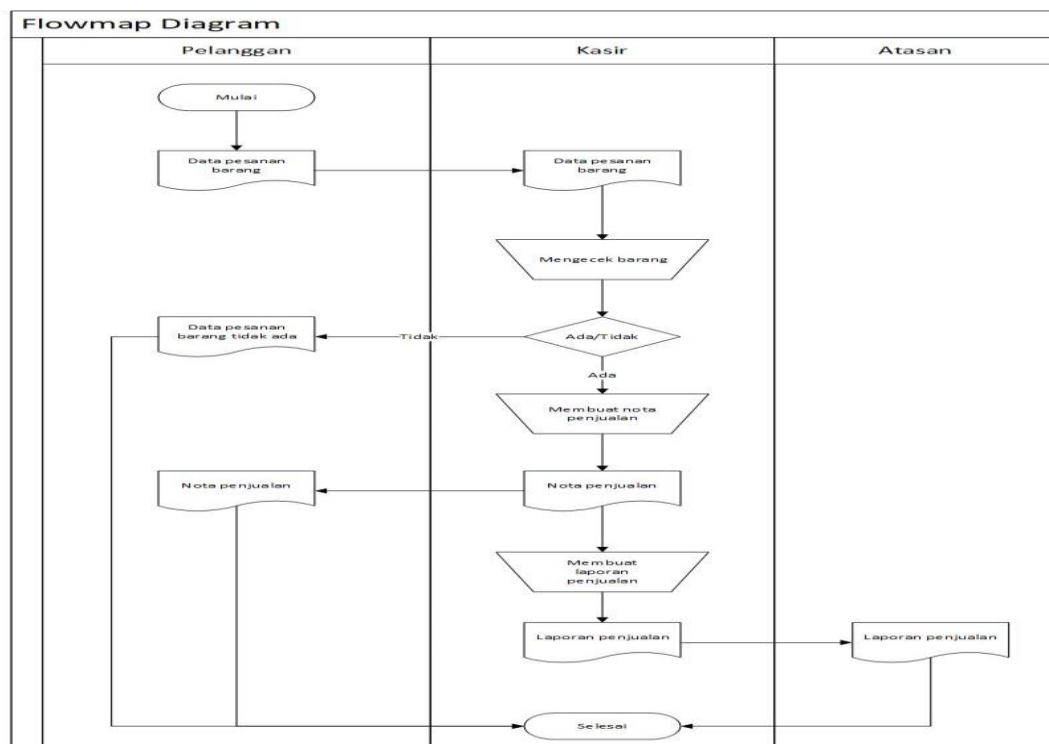 Flowmap Diagram
Pelanggan
Kasir
Atasan
Mulai
Data pesanan
barang
Data pesanan
barang
Mengecek barang
Data pesanan
barang tidak ada
Tidak
Ada/Tidak
Ada
Membuat nota
penjualan
Nota penjualan
Nota penjualan
Membuat
laporan
penjualan
Laporan penjualan
Laporan penjualan
Selesai